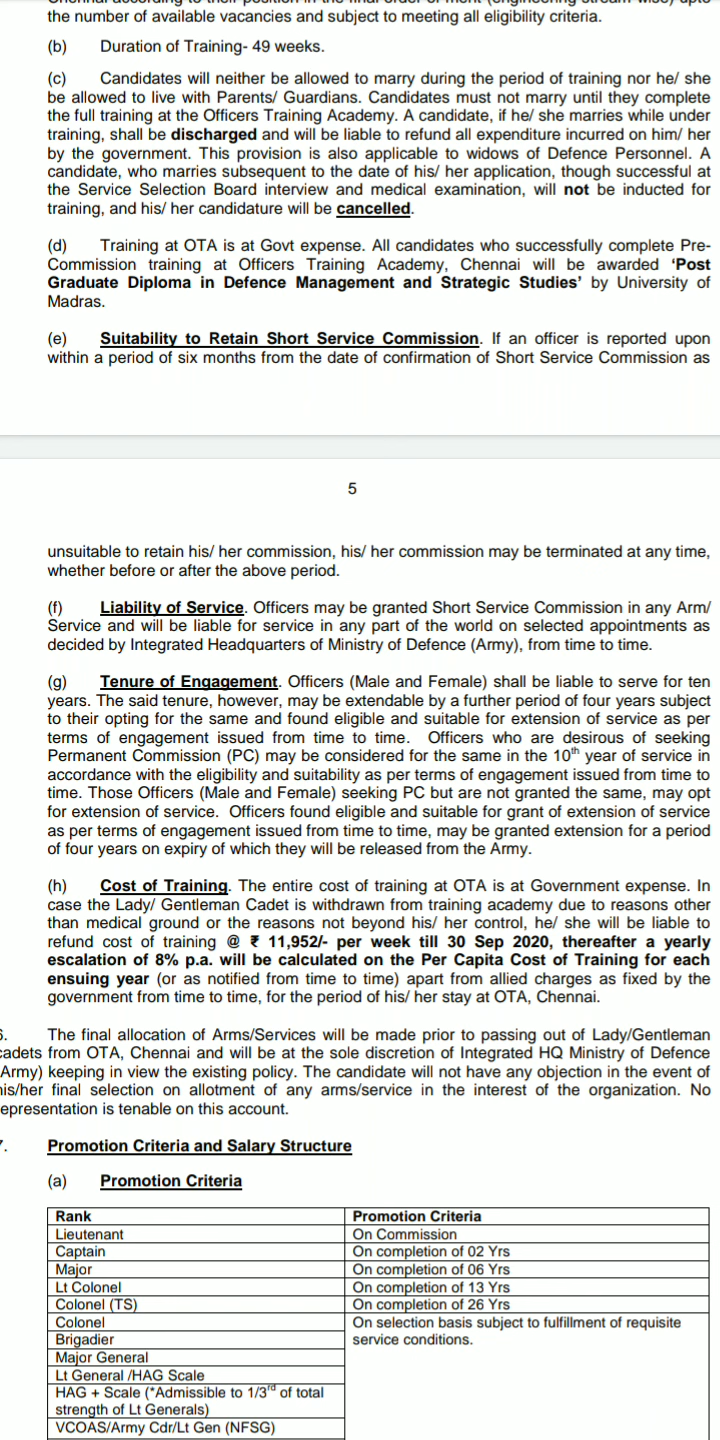 the number of available vacancies and subject to meeting all eligibility criteria.
(b) Duration of Training- 49 weeks.
(c) Candidates will neither be allowed to marry during the period of training nor he/ she
be allowed to live with Parents/ Guardians. Candidates must not marry until they complete
the full training at the Officers Training Academy. A candidate, if he/ she marries while under
training, shall be discharged and will be liable to refund all expenditure incurred on him/ her
by the government. This provision is also applicable to widows of Defence Personnel. A
candidate, who marries subsequent to the date of his/ her application, though successful at
the Service Selection Board interview and medical examination, will not be inducted for
training, and his/ her candidature will be cancelled.
(d) Training at OTA is at Govt expense. All candidates who successfully complete Pre-
Commission training at Officers Training Academy, Chennai will be awarded ‘Post
Graduate Diploma in Defence Management and Strategic Studies’ by University of
Madras.
(e) Suitability to Retain Short Service Commission. If an officer is reported upon
within a period of six months from the date of confirmation of Short Service Commission as
5
unsuitable to retain his/ her commission, his/ her commission may be terminated at any time,
whether before or after the above period.
(f) Liability of Service. Officers may be granted Short Service Commission in any Arm/
Service and will be liable for service in any part of the world on selected appointments as
decided by Integrated Headquarters of Ministry of Defence (Army), from time to time.
(g) Tenure of Engagement. Officers (Male and Female) shall be liable to serve for ten
years. The said tenure, however, may be extendable by a further period of four years subject
to their opting for the same and found eligible and suitable for extension of service as per
terms of engagement issued from time to time. Officers who are desirous of seeking
Permanent Commission (PC) may be considered for the same in the 10th year of service in
accordance with the eligibility and suitability as per terms of engagement issued from time to
time. Those Officers (Male and Female) seeking PC but are not granted the same, may opt
for extension of service. Officers found eligible and suitable for grant of extension of service
as per terms of engagement issued from time to time, may be granted extension for a period
of four years on expiry of which they will be released from the Army.
(h) Cost of Training. The entire cost of training at OTA is at Government expense. In
case the Lady/ Gentleman Cadet is withdrawn from training academy due to reasons other
than medical ground or the reasons not beyond his/ her control, he/ she will be liable to
refund cost of training @ ₹ 11,952/- per week till 30 Sep 2020, thereafter a yearly
escalation of 8% p.a. will be calculated on the Per Capita Cost of Training for each
ensuing year (or as notified from time to time) apart from allied charges as fixed by the
government from time to time, for the period of his/ her stay at OTA, Chennai.
The final allocation of Arms/Services will be made prior to passing out of Lady/Gentleman
cadets from OTA, Chennai and will be at the sole discretion of Integrated HQ Ministry of Defence
Army) keeping in view the existing policy. The candidate will not have any objection in the event of
his/her final selection on allotment of any arms/service in the interest of the organization. No
epresentation is tenable on this account.
Promotion Criteria and Salary Structure
(a) Promotion Criteria
Rank Promotion Criteria
Lieutenant On Commission
Captain On completion of 02 Yrs
Major On completion of 06 Yrs
Lt Colonel On completion of 13 Yrs
Colonel (TS) On completion of 26 Yrs
Colonel On selection basis subject to fulfillment of requisite
Brigadier service conditions.
Major General
Lt General /HAG Scale
HAG + Scale (*Admissible to 1/3rd of total
strength of Lt Generals)
VCOAS/Army Cdr/Lt Gen (NFSG)